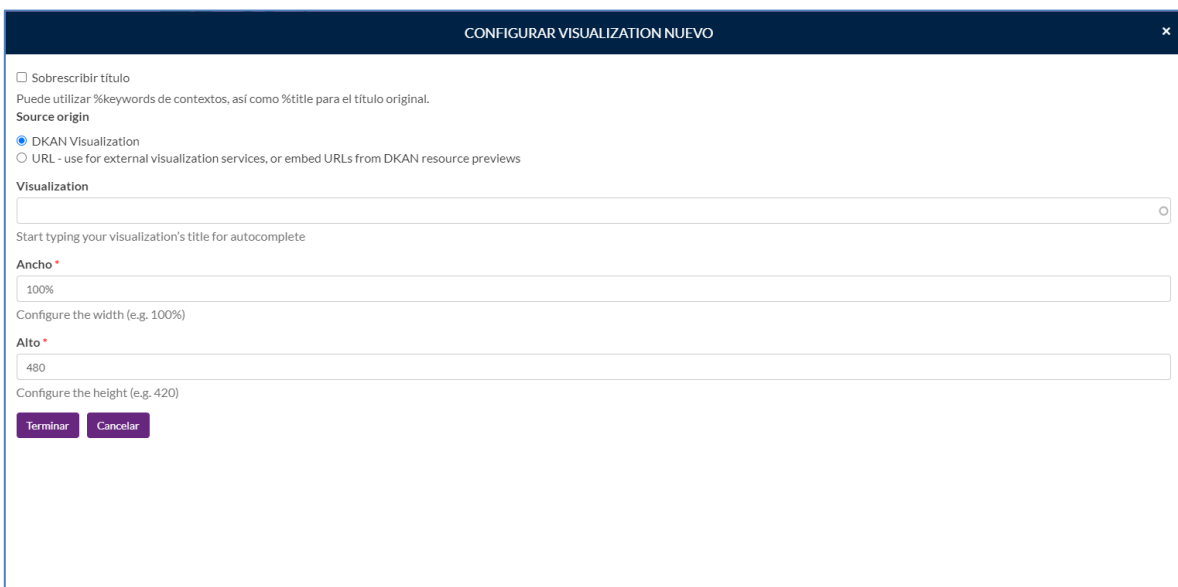 CONFIGURAR VISUALIZATION NUEVO
×
Sobrescribir título
Puede utilizar %keywords de contextos, así como %title para el título original.
Source origin
DKAN Visualization
URL - use for external visualization services, or embed URLs from DKAN resource previews
Visualization
Start typing your visualization's title for autocomplete
Ancho *
100%
Configure the width (e.g. 100%)
Alto *
480
Configure the height (e.g. 420)
Terminar Cancelar